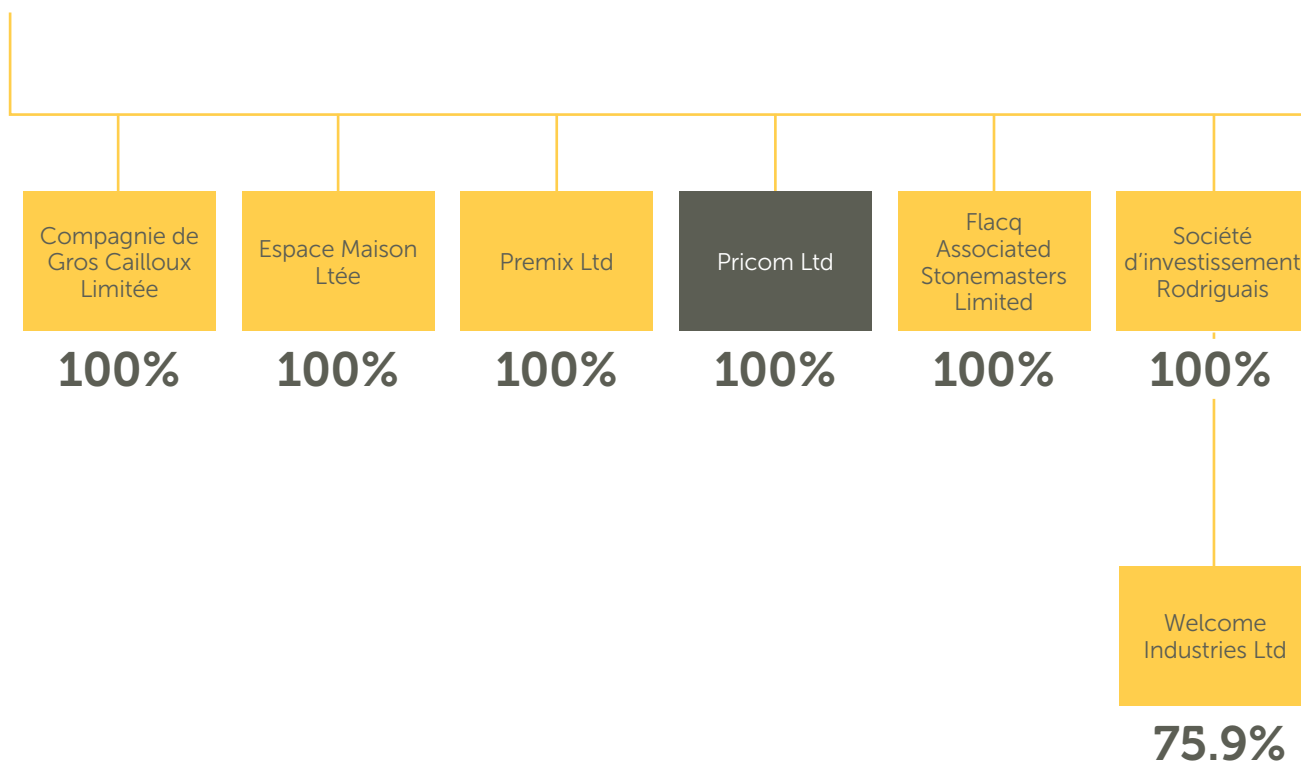 Compagnie de
Gros Cailloux
Limitée
100%
Espace Maison
Ltée
100%
Premix Ltd
100%
Pricom Ltd
100%
Flacq
Associated
Stonemasters
Limited
100%
Société
d’investissement
Rodriguais
100%
Welcome
Industries Ltd
75.9%